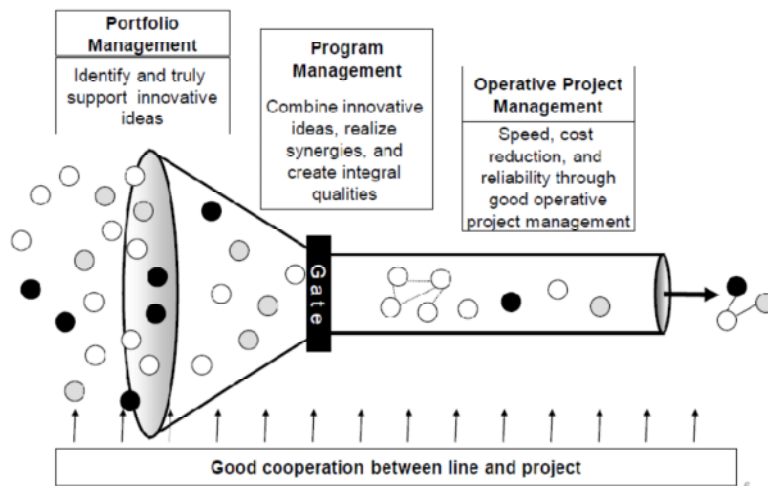 Portfolio
Management
Identify and truly
support innovative
ideas
Program
Management
Combine innovative
ideas, realize
synergies, and
create integral
qualities
Operative Project
Management
Speed, cost
reduction, and
reliability through
good operative
project management
Gate
Good cooperation between line and project